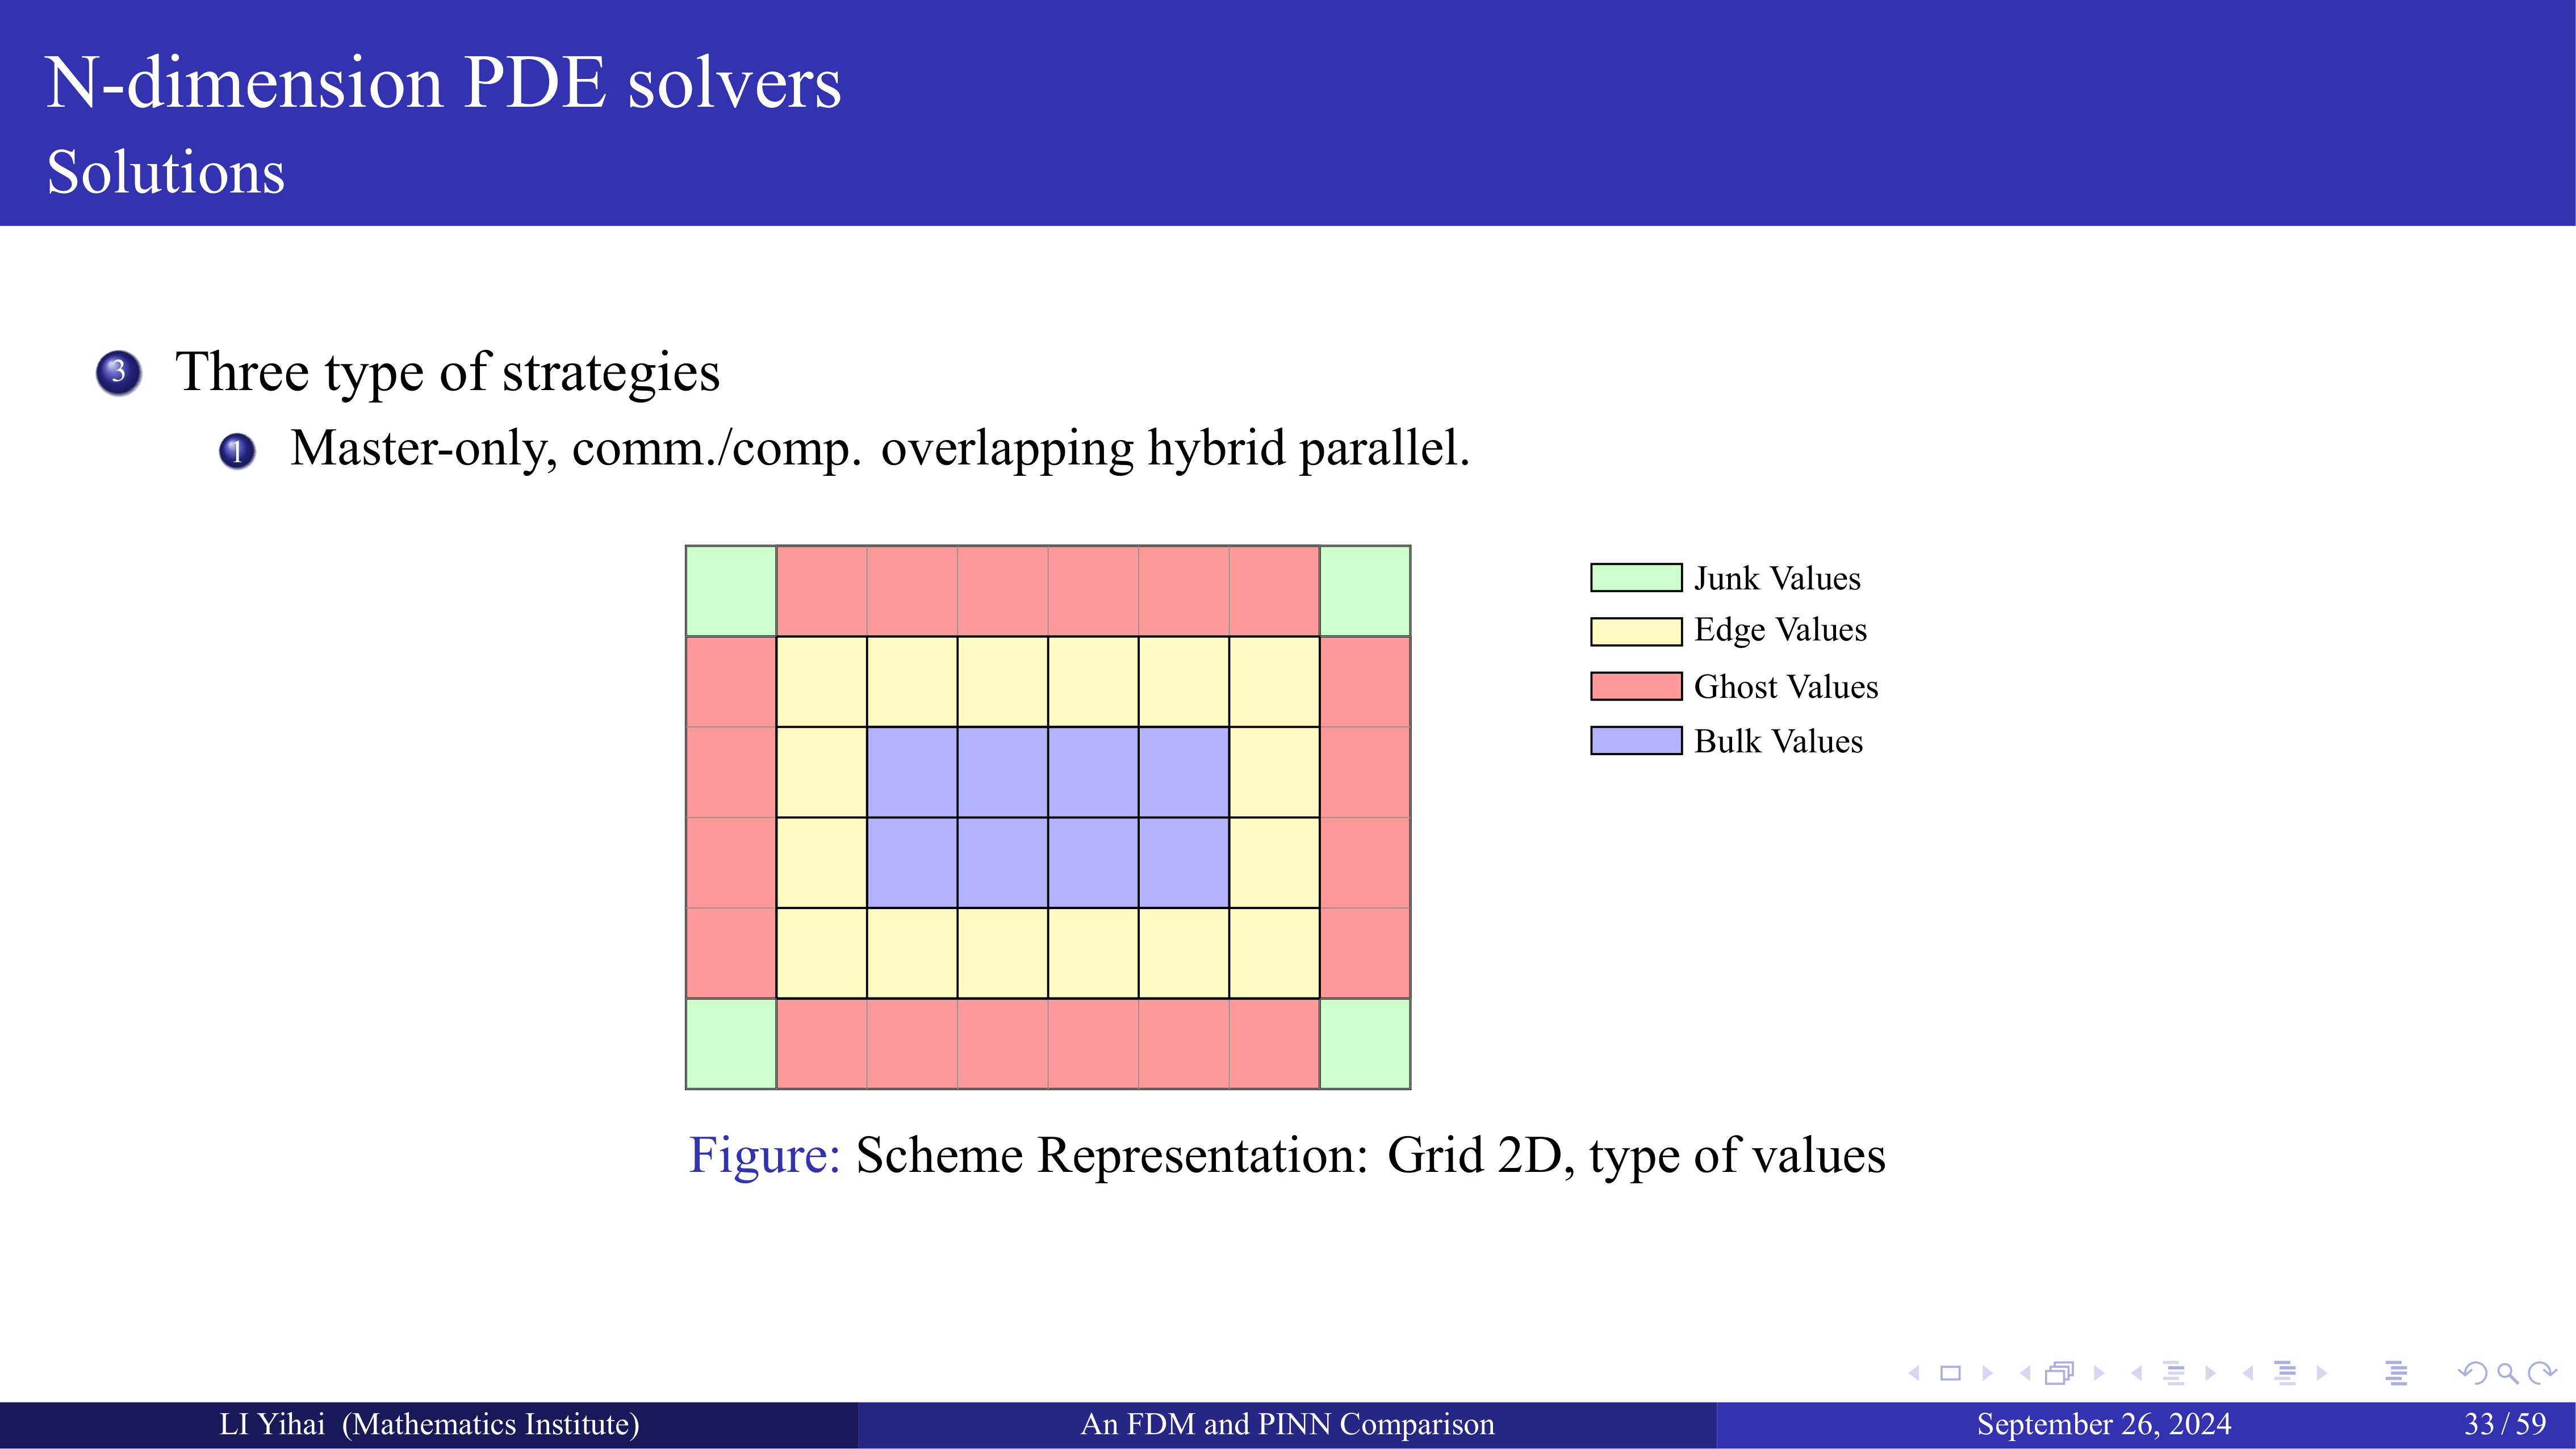 N-dimension PDE solvers
Solutions
3 Three type of strategies
1 Master-only, comm./comp. overlapping hybrid parallel.
Junk Values
Edge Values
Ghost Values
Bulk Values
Figure: Scheme Representation: Grid 2D, type of values
LI Yihai (Mathematics Institute)
An FDM and PINN Comparison
September 26, 2024
33 / 59